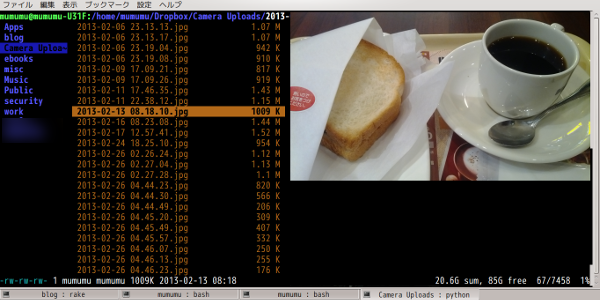 ファイル 編集 表示 ブックマーク 設定 ヘルプ
mumumu@mumumu-U31F:/home/mumumu/Dropbox/Camera Uploads/2013-
Apps 2013-02-06 23.13.13.jpg 1.07 M
blog 2013-02-06 23.13.17.jpg 1.07 M
Camera Uploa~ 2013-02-06 23.19.04.jpg 942 K
ebooks 2013-02-06 23.19.08.jpg 910 K
misc 2013-02-09 17.09.21.jpg 817 K
Music 2013-02-09 17.09.26.jpg 919 K
Public 2013-02-11 17.46.35.jpg 1.43 M
security 2013-02-11 22.38.12.jpg 1.15 M
work 2013-02-13 08.18.10.jpg 1009 K
2013-02-16 08.23.08.jpg 1.44 M
2013-02-17 12.57.41.jpg 1.52 M
2013-02-24 18.25.10.jpg 954 K
2013-02-26 02.26.24.jpg 1.12 M
2013-02-26 02.27.04.jpg 1.13 M
2013-02-26 02.27.28.jpg 1.1 M
2013-02-26 04.44.23.jpg 820 K
2013-02-26 04.44.30.jpg 566 K
2013-02-26 04.44.49.jpg 206 K
2013-02-26 04.45.20.jpg 309 K
2013-02-26 04.45.49.jpg 407 K
2013-02-26 04.45.57.jpg 332 K
2013-02-26 04.46.07.jpg 250 K
2013-02-26 04.46.13.jpg 255 K
2013-02-26 04.46.23.jpg 176 K
-rw-rw-rw- 1 mumumu mumumu 1009K 2013-02-13 08:18 20.6G sum, 85G free 67/7458 1%
blog : rake mumumu : bash mumumu : bash Camera Uploads : python